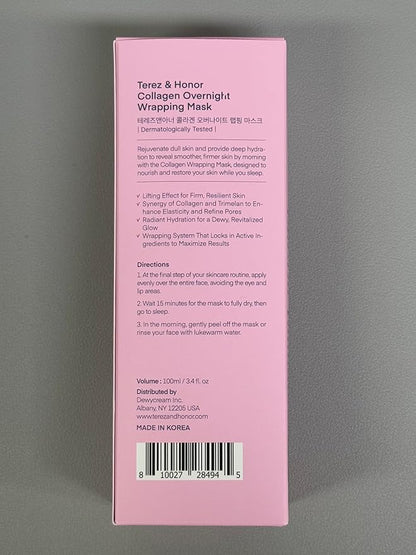 Terez & Honor
Collagen Overnight
Wrapping Mask
테레즈앤아너 콜라겐 오버나이트 랩핑 마스크
| Dermatologically Tested |
Rejuvenate dull skin and provide deep hydra-
tion to reveal smoother, firmer skin by morning
with the Collagen Wrapping Mask, designed to
nourish and restore your skin while you sleep.
✓ Lifting Effect for Firm, Resilient Skin
✓ Synergy of Collagen and Trimelan to En-
hance Elasticity and Refine Pores
✓ Radiant Hydration for a Dewy, Revitalized
Glow
✓ Wrapping System That Locks in Active In-
gredients to Maximize Results
Directions
1. At the final step of your skincare routine, apply
evenly over the entire face, avoiding the eye and
lip areas.
2. Wait 15 minutes for the mask to fully dry, then
go to sleep.
3. In the morning, gently peel off the mask or
rinse your face with lukewarm water.
Volume : 100ml / 3.4 fl. oz
Distributed by
Dewycream Inc.
Albany, NY 12205 USA
www.terezandhonor.com
MADE IN KOREA
8 10027 28494 5